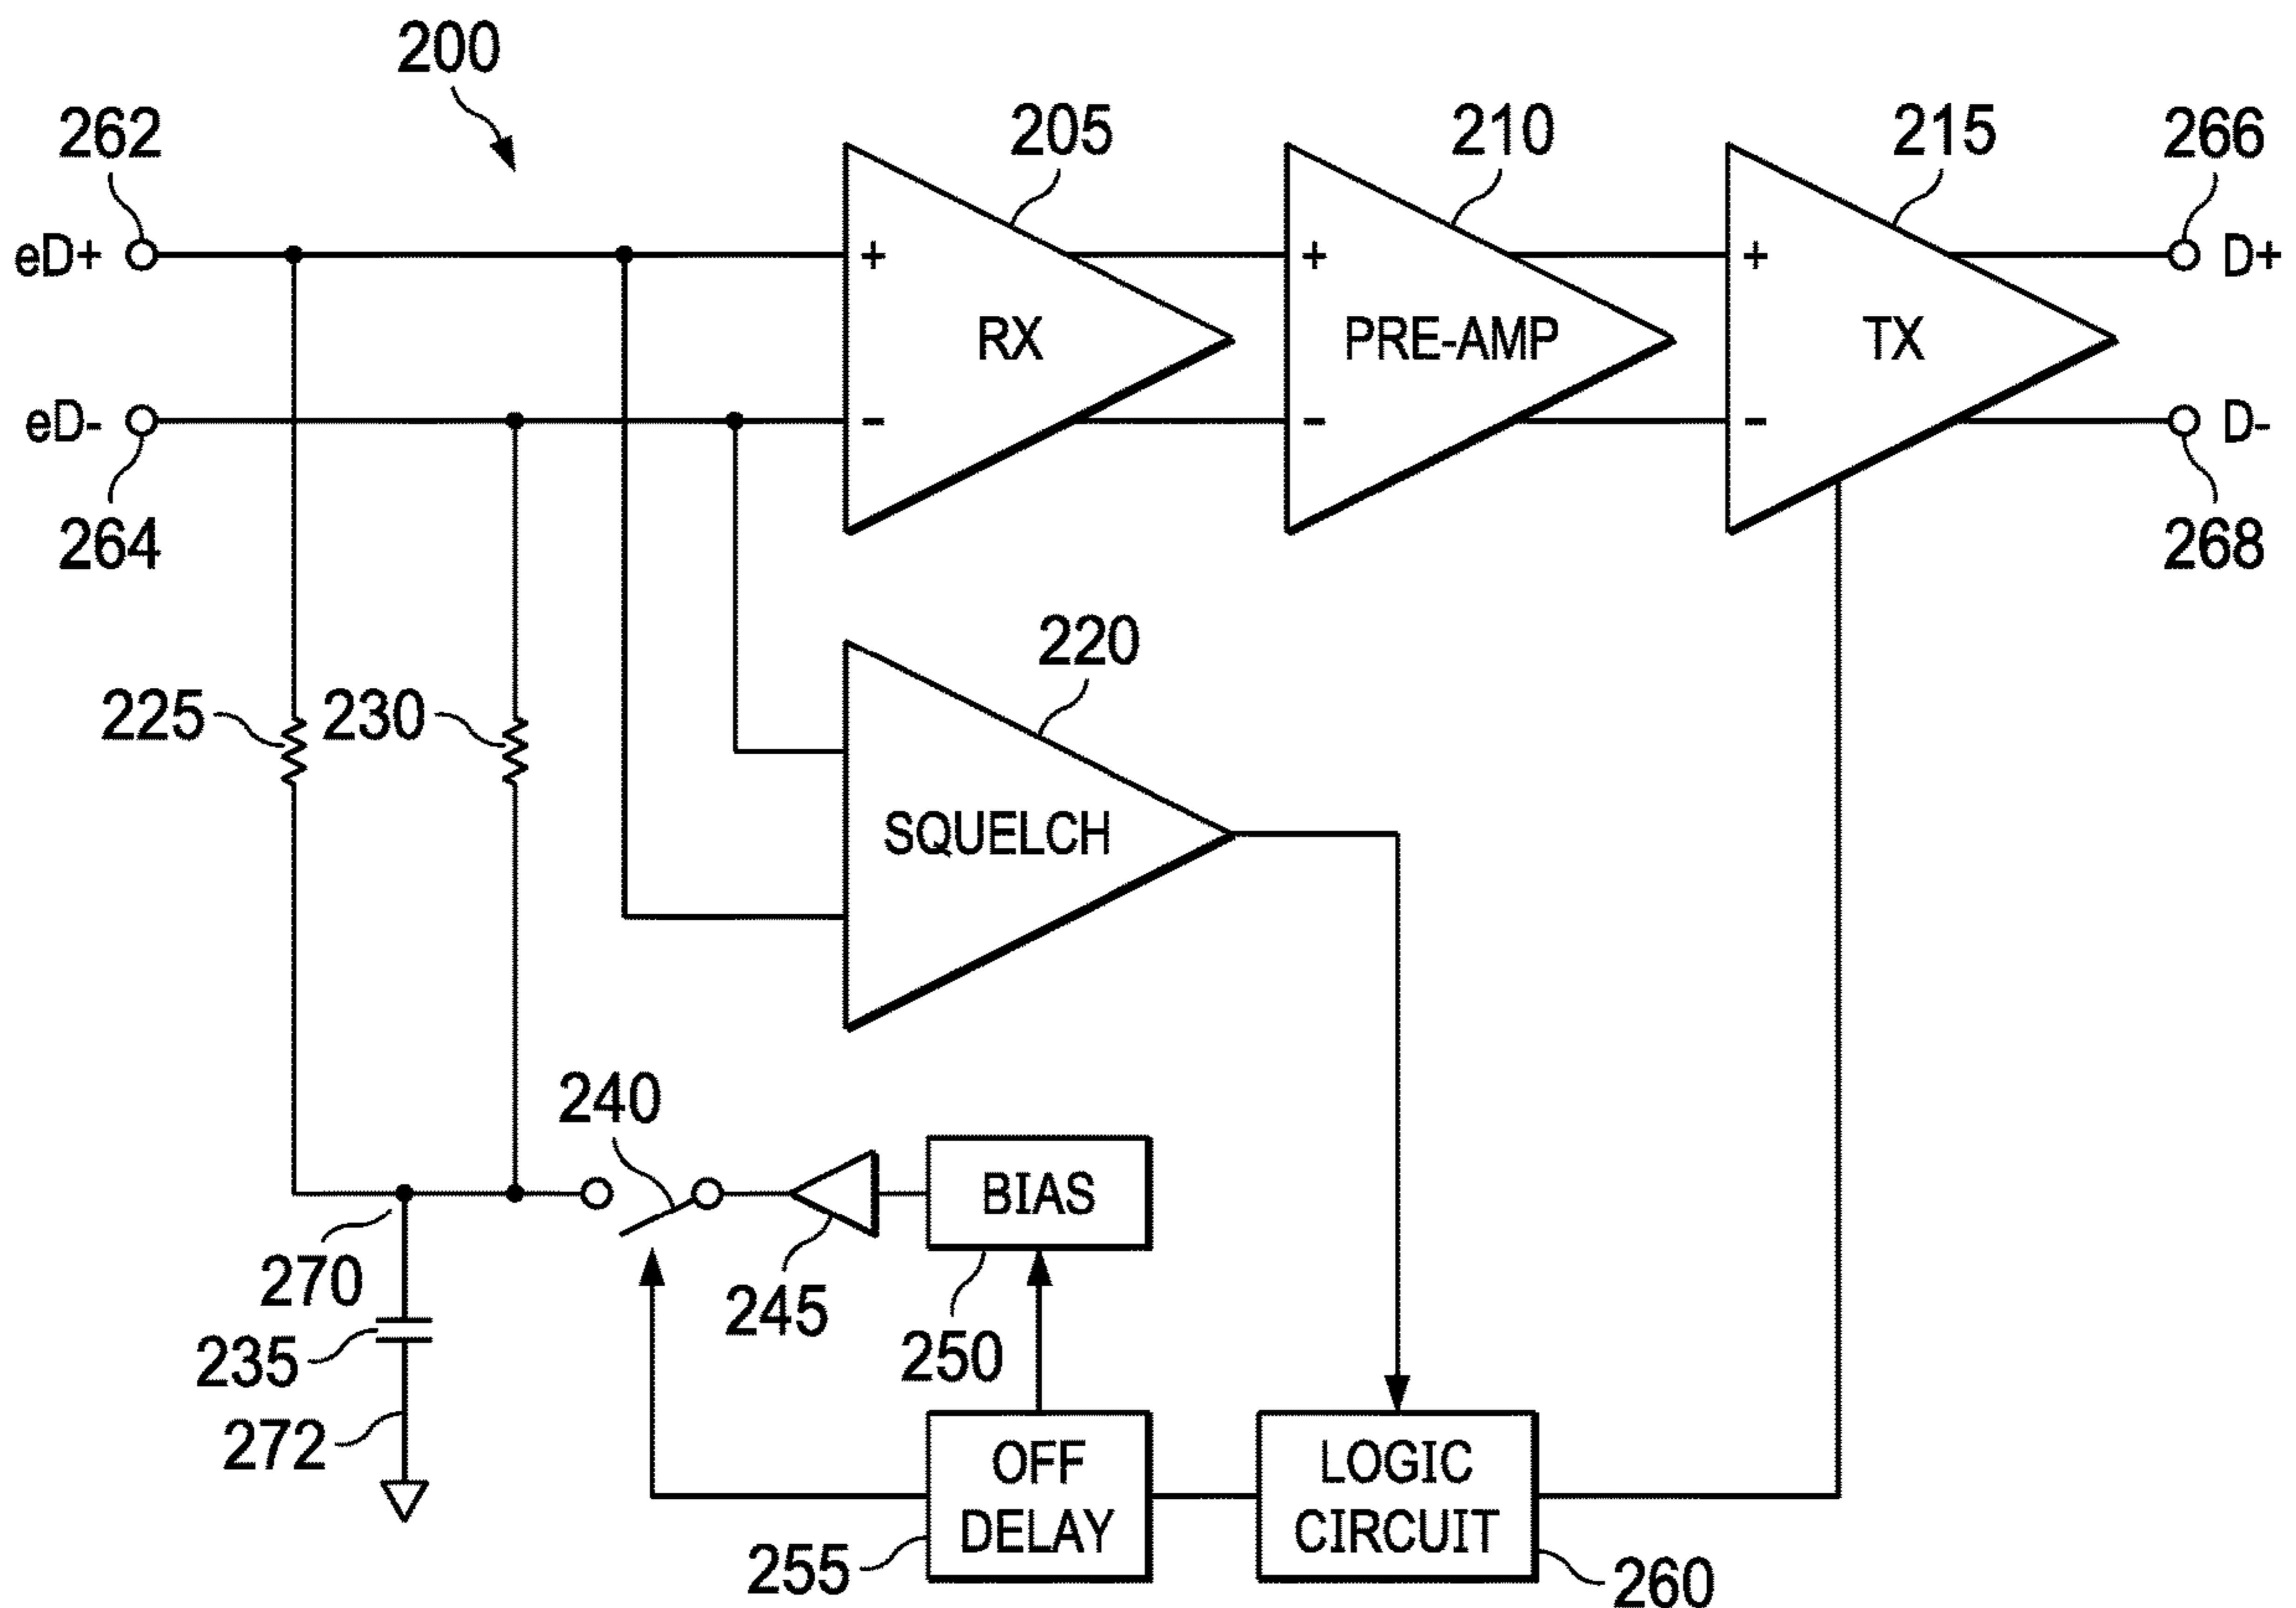 200
262
205
210
215
266
eD+
+
+
+
D+
RX
PRE-AMP
TX
eD-
-
-
-
D-
264
268
220
225
230
SQUELCH
240
BIAS
270
245
235
250
272
OFF
DELAY
LOGIC
CIRCUIT
255
260